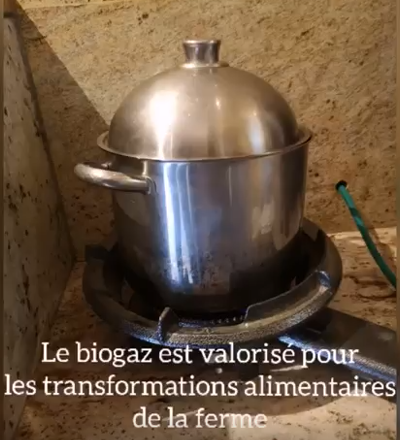 Le biogaz est valorisé pour
les transformations alimentaires
de la ferme